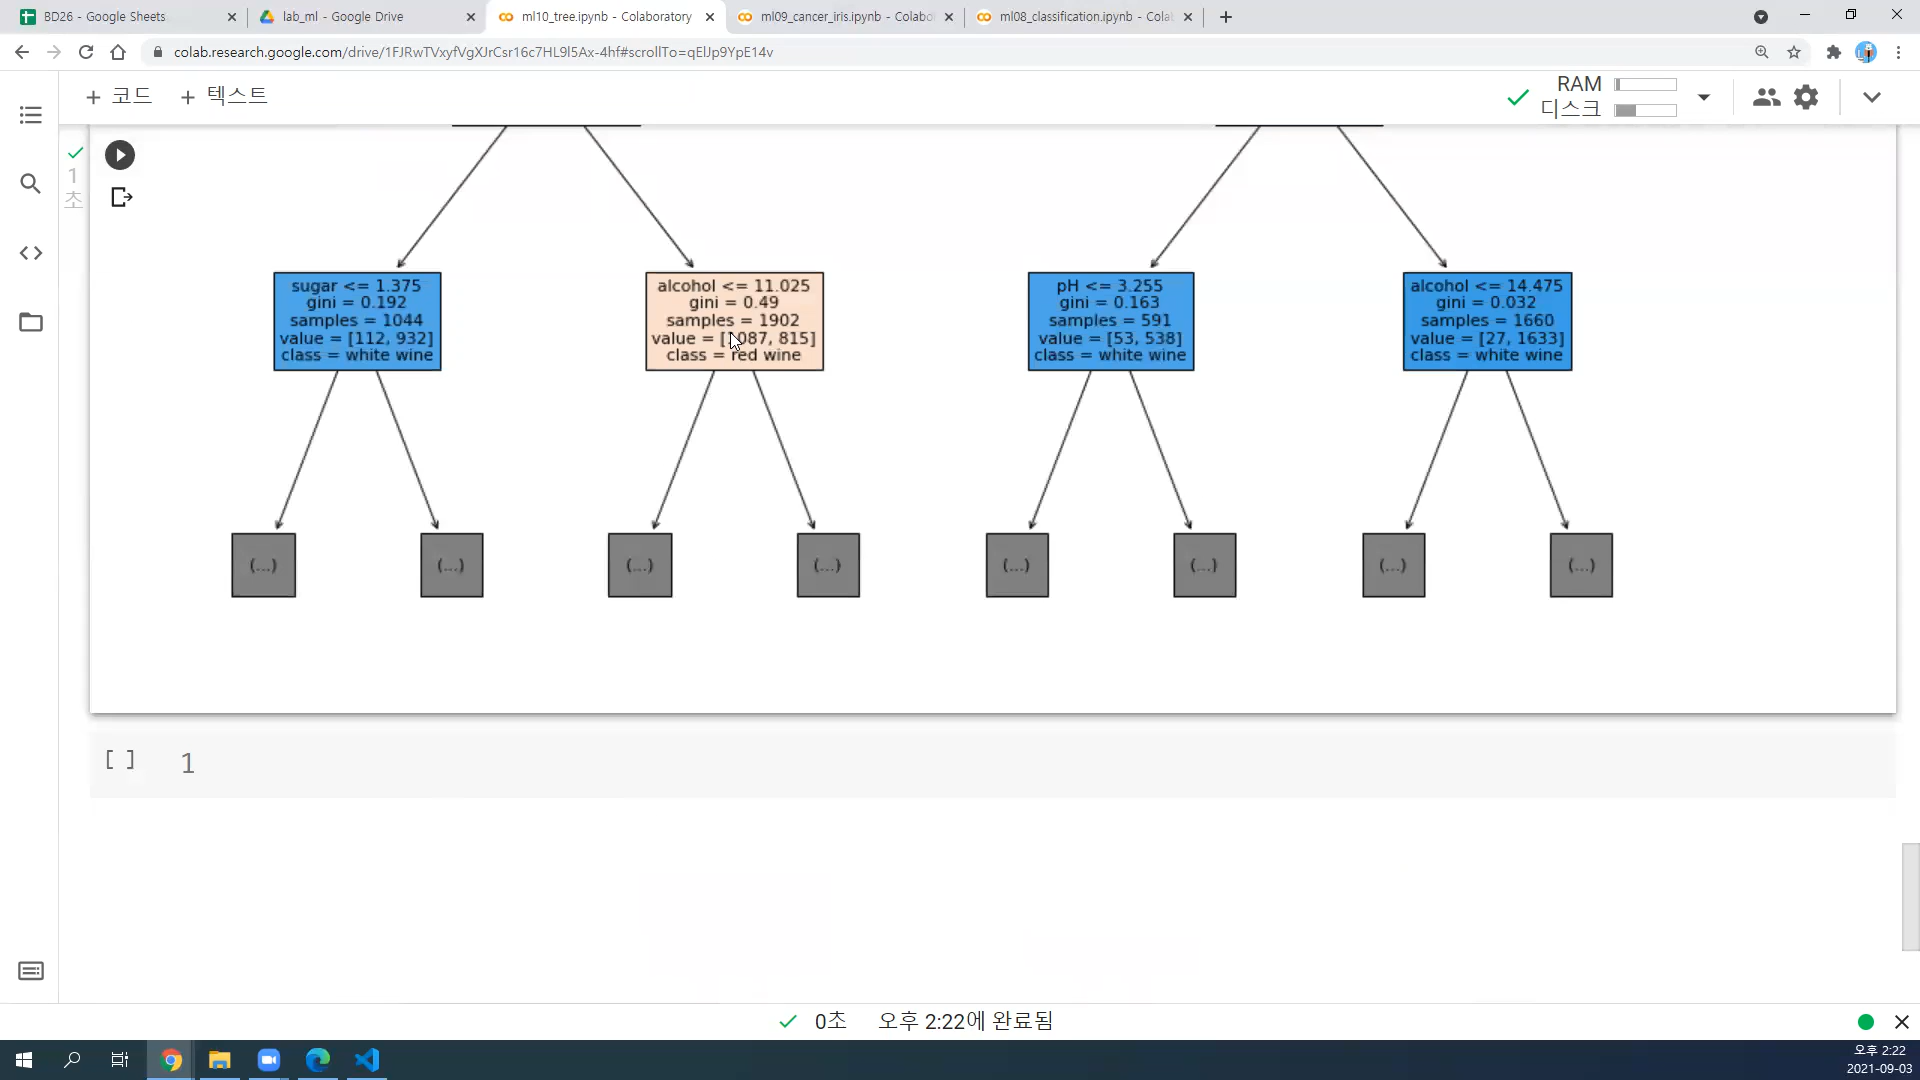 BD26 - Google Sheets
lab_ml - Google Drive
ml10_tree.ipynb - Colaboratory
ml09_cancer_iris.ipynb - Colabo
ml08_classification.ipynb - Cola
colab.research.google.com/drive/1FJRwTVxyfVgXJrCsr16c7HL9l5Ax-4hf#scrollTo=qElJp9YpE14v
+ 코드 + 텍스트
RAM
디스크
1
초
sugar <= 1.375
gini = 0.192
samples = 1044
value = [112, 932]
class = white wine
alcohol <= 11.025
gini = 0.49
samples = 1902
value = [1087, 815]
class = red wine
pH <= 3.255
gini = 0.163
samples = 591
value = [53, 538]
class = white wine
alcohol <= 14.475
gini = 0.032
samples = 1660
value = [27, 1633]
class = white wine
(...) (...) (...) (...) (...) (...) (...) (...)
[ ] 1
0초 오후 2:22에 완료됨
오후 2:22
2021-09-03